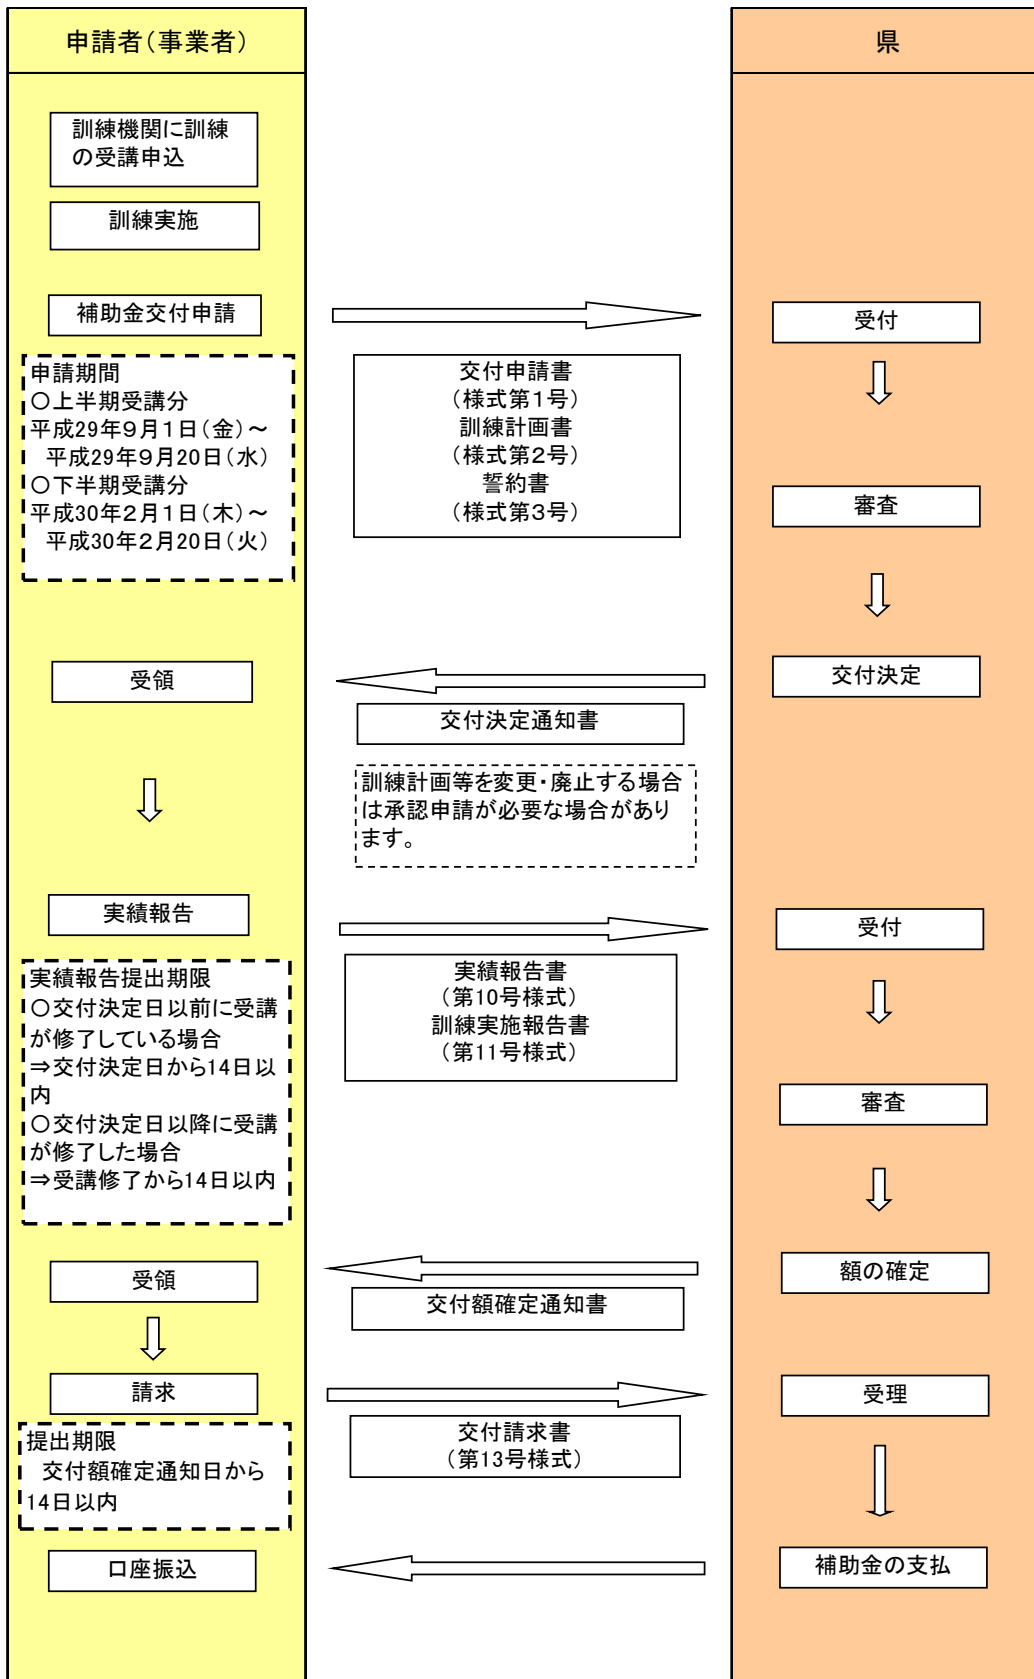 申請者（事業者）
県
訓練機関に訓練
の受講申込
訓練実施
補助金交付申請
受付
申請期間
○上半期受講分
平成29年９月１日（金）～
平成29年９月20日（水）
○下半期受講分
平成30年２月１日（木）～
平成30年２月20日（火）
交付申請書
（様式第１号）
訓練計画書
（様式第２号）
誓約書
（様式第３号）
審査
受領
交付決定
交付決定通知書
訓練計画等を変更・廃止する場合
は承認申請が必要な場合があり
ます。
実績報告
受付
実績報告提出期限
○交付決定日以前に受講
が修了している場合
⇒交付決定日から14日以
内
○交付決定日以降に受講
が修了した場合
⇒受講修了から14日以内
実績報告書
（第10号様式）
訓練実施報告書
（第11号様式）
審査
受領
額の確定
交付額確定通知書
請求
受理
提出期限
交付額確定通知日から
14日以内
交付請求書
（第13号様式）
口座振込
補助金の支払